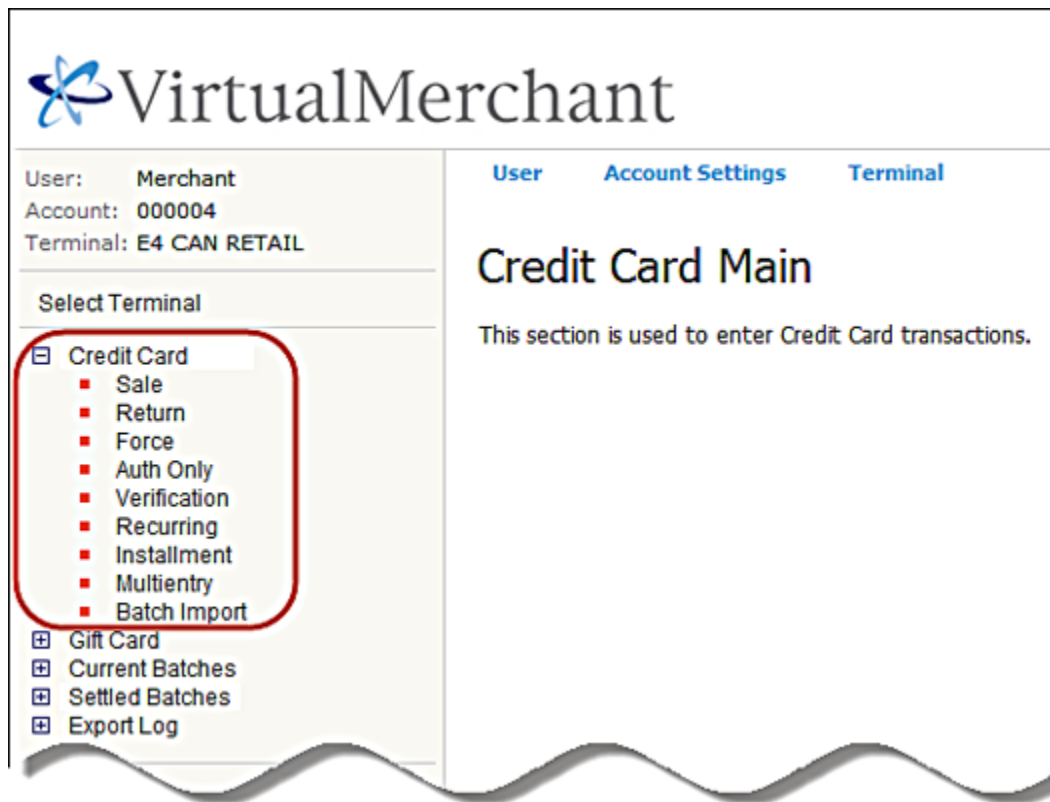 VirtualMerchant
User: Merchant
Account: 000004
Terminal: E4 CAN RETAIL
Select Terminal
Credit Card
Sale
Return
Force
Auth Only
Verification
Recurring
Installment
Multientry
Batch Import
Gift Card
Current Batches
Settled Batches
Export Log
User Account Settings Terminal
Credit Card Main
This section is used to enter Credit Card transactions.